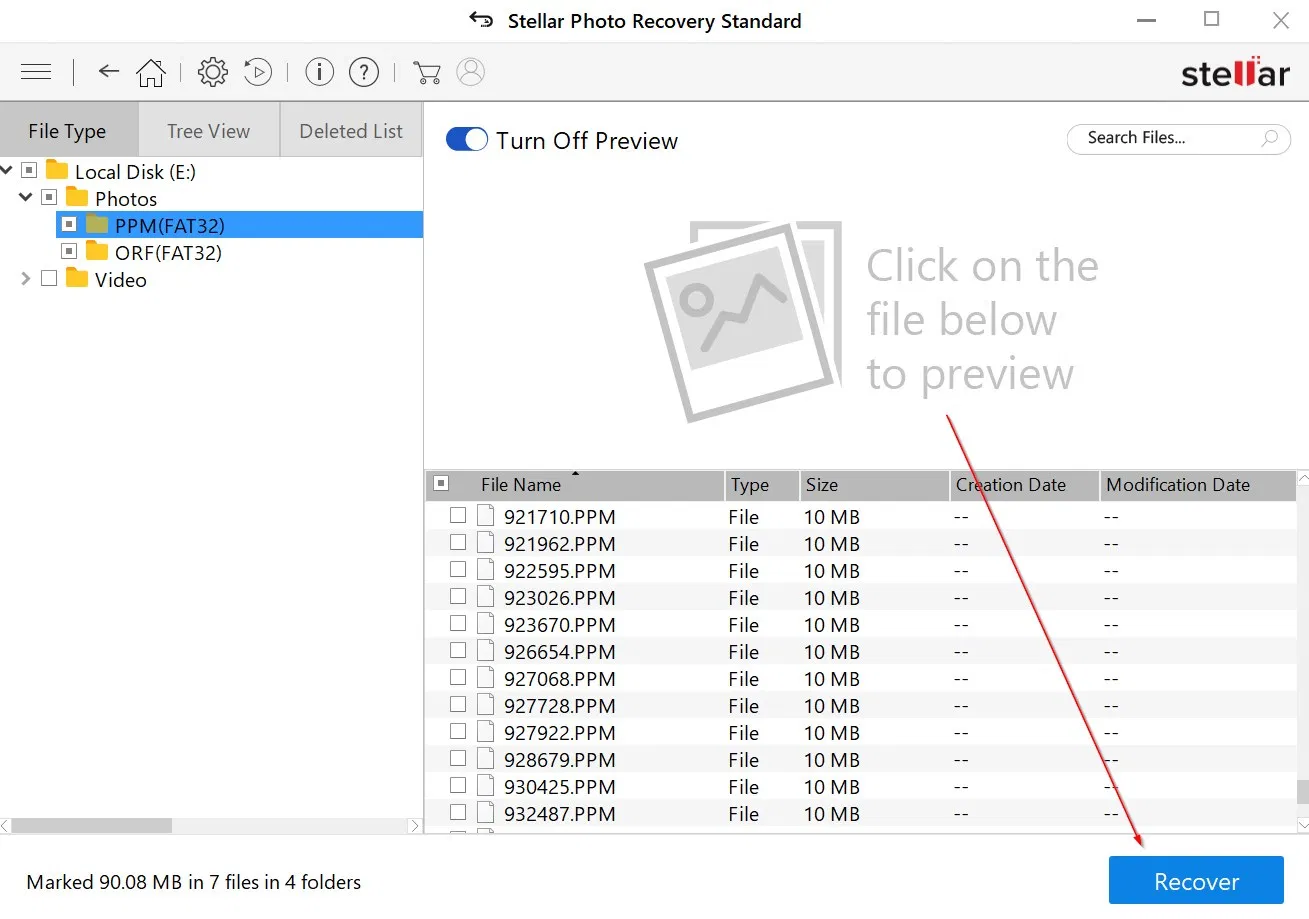 Stellar Photo Recovery Standard
stellar
File Type Tree View Deleted List
Turn Off Preview
Search Files...
Local Disk (E:)
Photos
PPM(FAT32)
ORF(FAT32)
Video
Click on the
file below
to preview
File Name Type Size Creation Date Modification Date
921710.PPM File 10 MB -- --
921962.PPM File 10 MB -- --
922595.PPM File 10 MB -- --
923026.PPM File 10 MB -- --
923670.PPM File 10 MB -- --
926654.PPM File 10 MB -- --
927068.PPM File 10 MB -- --
927728.PPM File 10 MB -- --
927922.PPM File 10 MB -- --
928679.PPM File 10 MB -- --
930425.PPM File 10 MB -- --
932487.PPM File 10 MB -- --
Marked 90.08 MB in 7 files in 4 folders
Recover